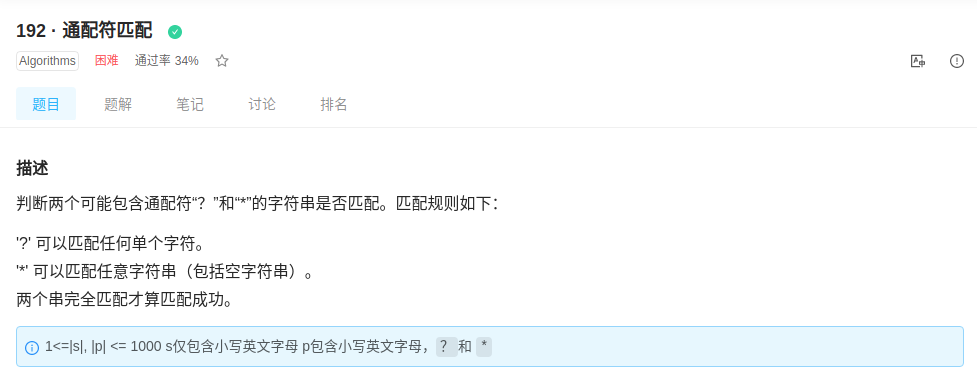 192 · 通配符匹配
Algorithms 困难 通过率 34%
题目 题解 笔记 讨论 排名
描述
判断两个可能包含通配符“？”和“*”的字符串是否匹配。匹配规则如下：
'?' 可以匹配任何单个字符。
'*' 可以匹配任意字符串（包括空字符串）。
两个串完全匹配才算匹配成功。
1<=|s|, |p| <= 1000 s仅包含小写英文字母 p包含小写英文字母， ？ 和 *